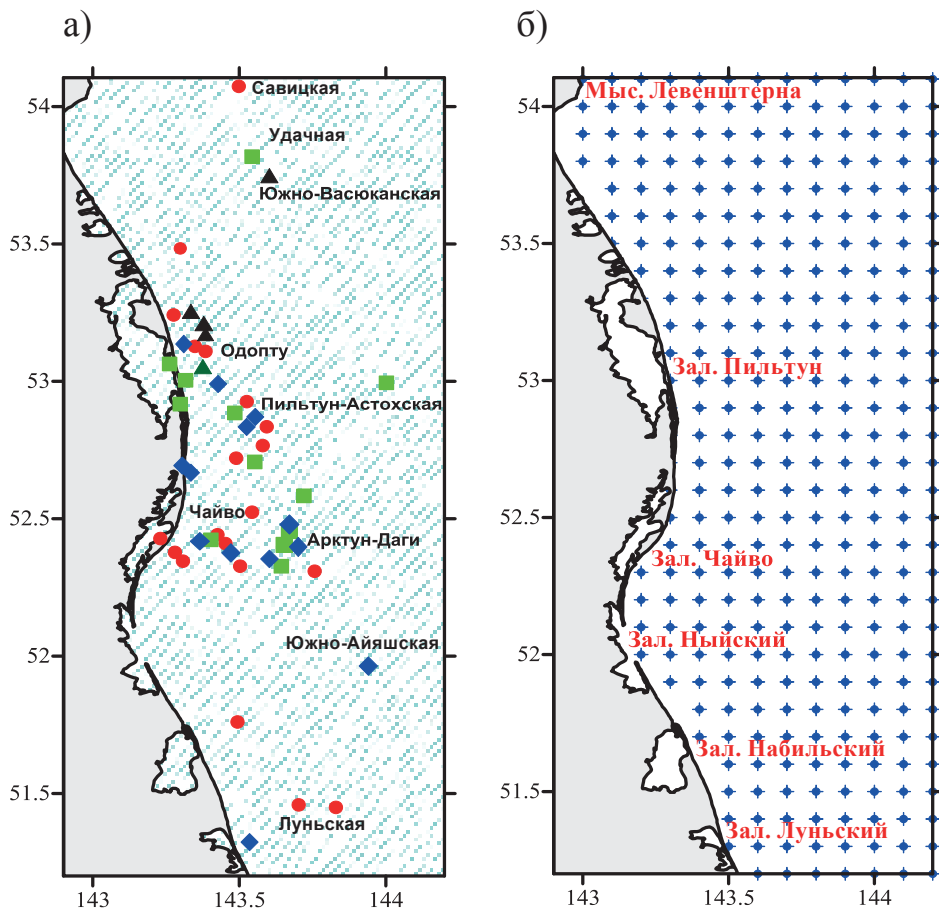 а)
б)
54
53.5
53
52.5
52
51.5
143
143.5
144
Савицкая
Удачная
Южно-Васюканская
Одопту
Пильтун-Астохская
Чайво
Арктун-Даги
Южно-Айяшская
Луньская
Мыс. Левенштерна
Зал. Пильтун
Зал. Чайво
Зал. Ныйский
Зал. Набильский
Зал. Луньский
54
53.5
53
52.5
52
51.5
143
143.5
144